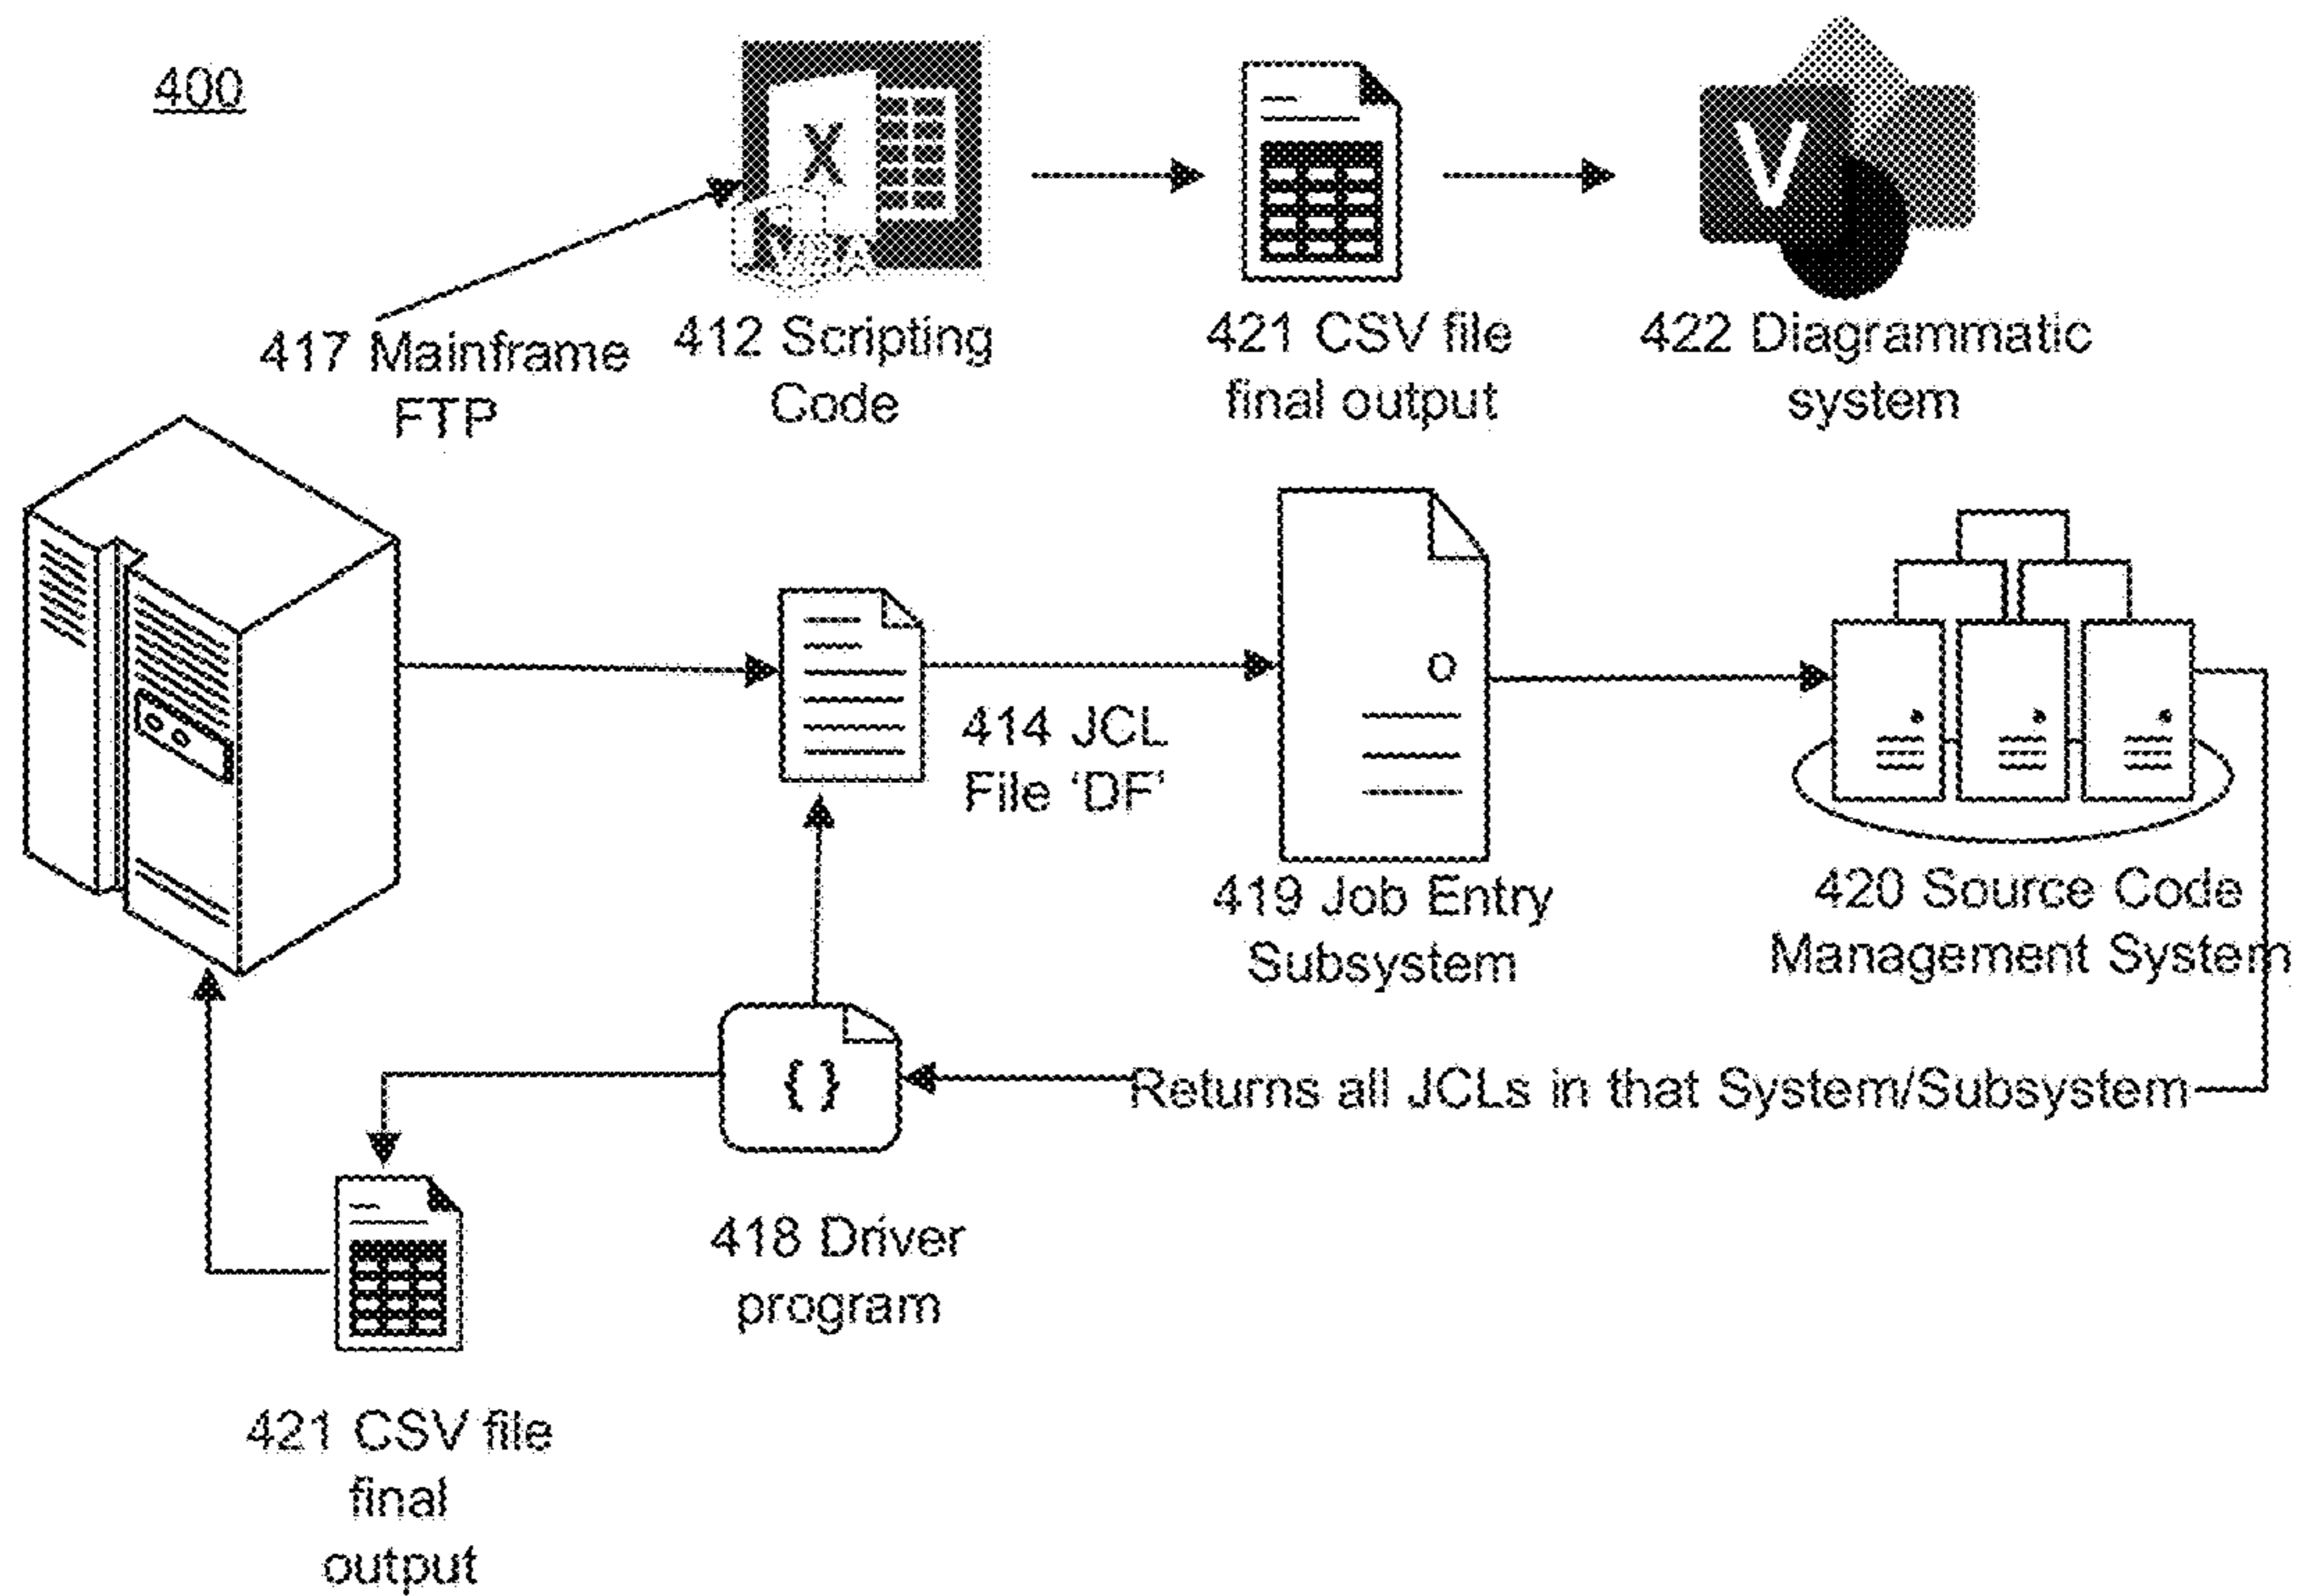 400
X
VBA
V
417 Mainframe
FTP
412 Scripting
Code
421 CSV file
final output
422 Diagrammatic
system
414 JCL
File ‘DF’
419 Job Entry
Subsystem
420 Source Code
Management System
{ }
Returns all JCLs in that System/Subsystem
418 Driver
program
421 CSV file
final
output